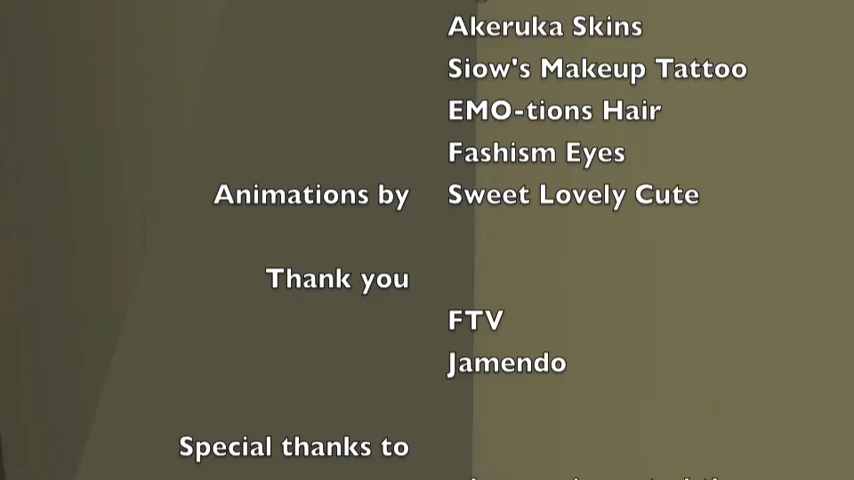 Akeruka Skins
Siow's Makeup Tattoo
EMO-tions Hair
Fashism Eyes
Animations by Sweet Lovely Cute
Thank you
FTV
Jamendo
Special thanks to